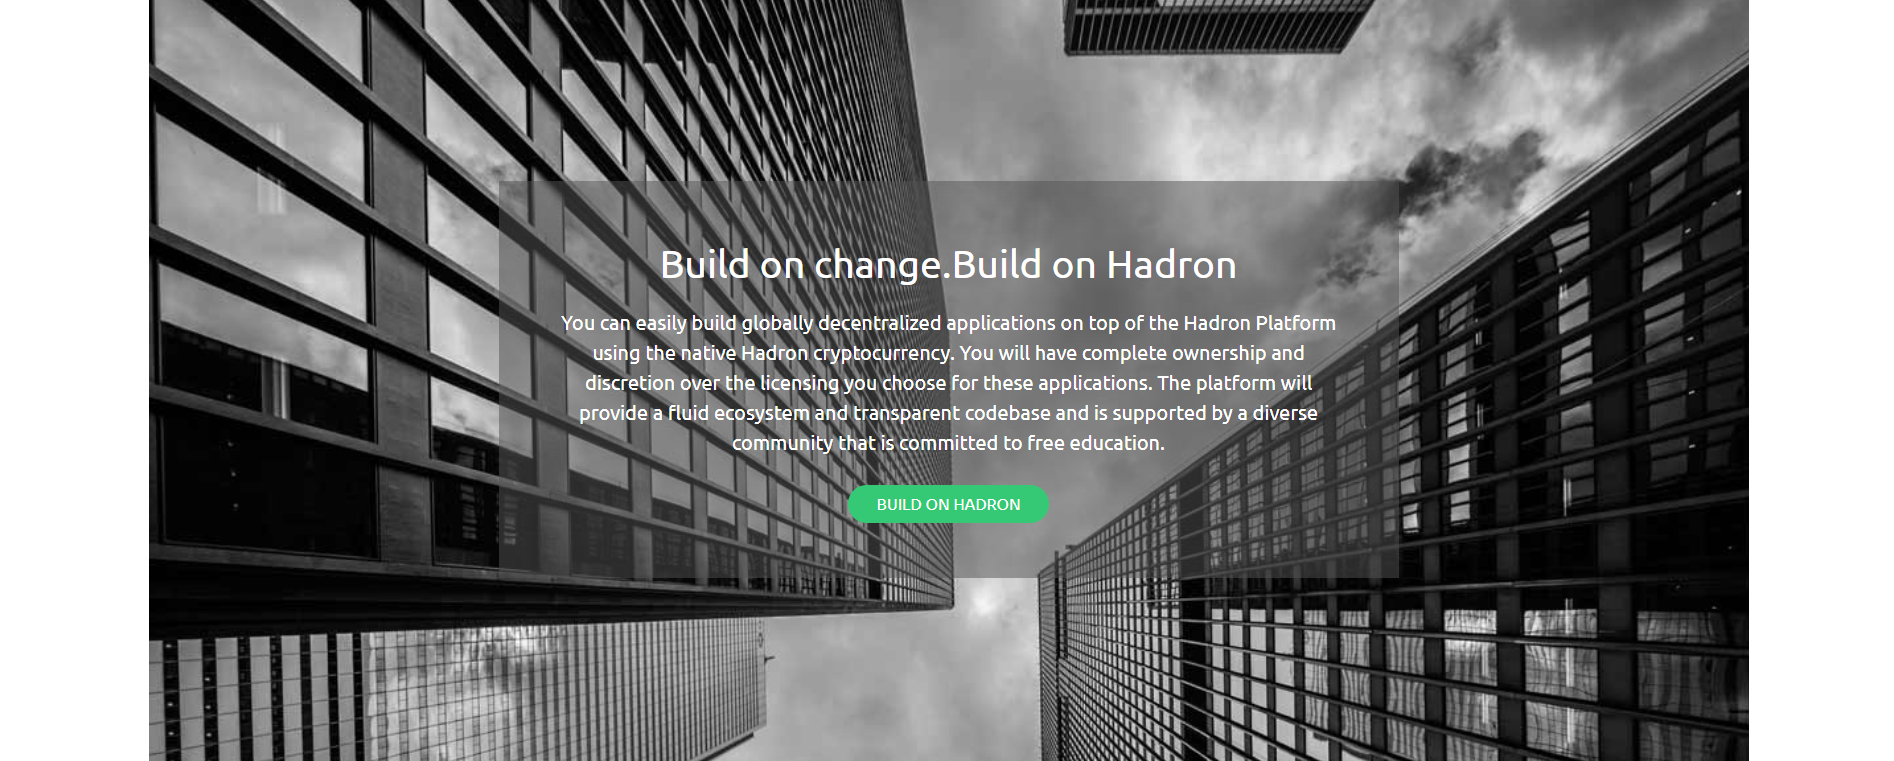 Build on change.Build on Hadron
You can easily build globally decentralized applications on top of the Hadron Platform
using the native Hadron cryptocurrency. You will have complete ownership and
discretion over the licensing you choose for these applications. The platform will
provide a fluid ecosystem and transparent codebase and is supported by a diverse
community that is committed to free education.
BUILD ON HADRON